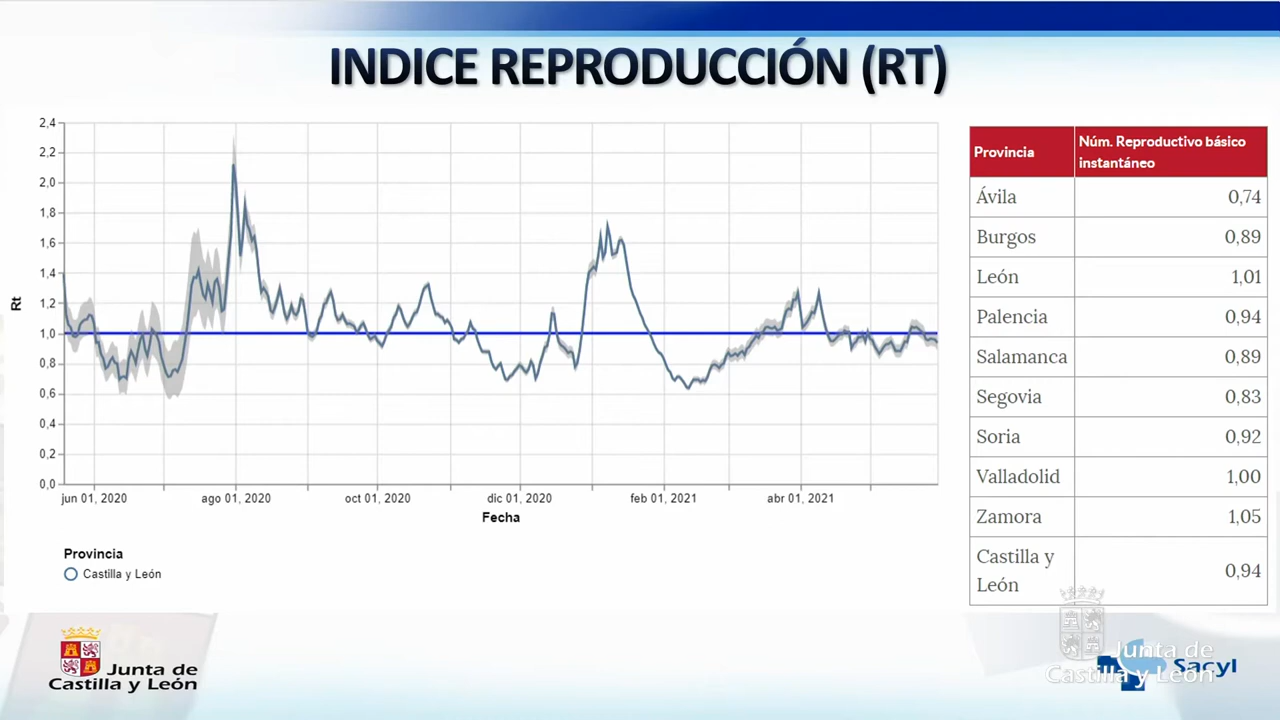 INDICE REPRODUCCIÓN (RT)
2,4
2,2
2,0
1,8
1,6
1,4
1,2
1,0
0,8
0,6
0,4
0,2
0,0
Rt
jun 01, 2020
ago 01, 2020
oct 01, 2020
dic 01, 2020
feb 01, 2021
abr 01, 2021
Fecha
Provincia
Castilla y León
Provincia Núm. Reproductivo básico
instantáneo
Ávila 0,74
Burgos 0,89
León 1,01
Palencia 0,94
Salamanca 0,89
Segovia 0,83
Soria 0,92
Valladolid 1,00
Zamora 1,05
Castilla y
León 0,94
Junta de
Castilla y León
Junta de
Castilla y León
Sacyl